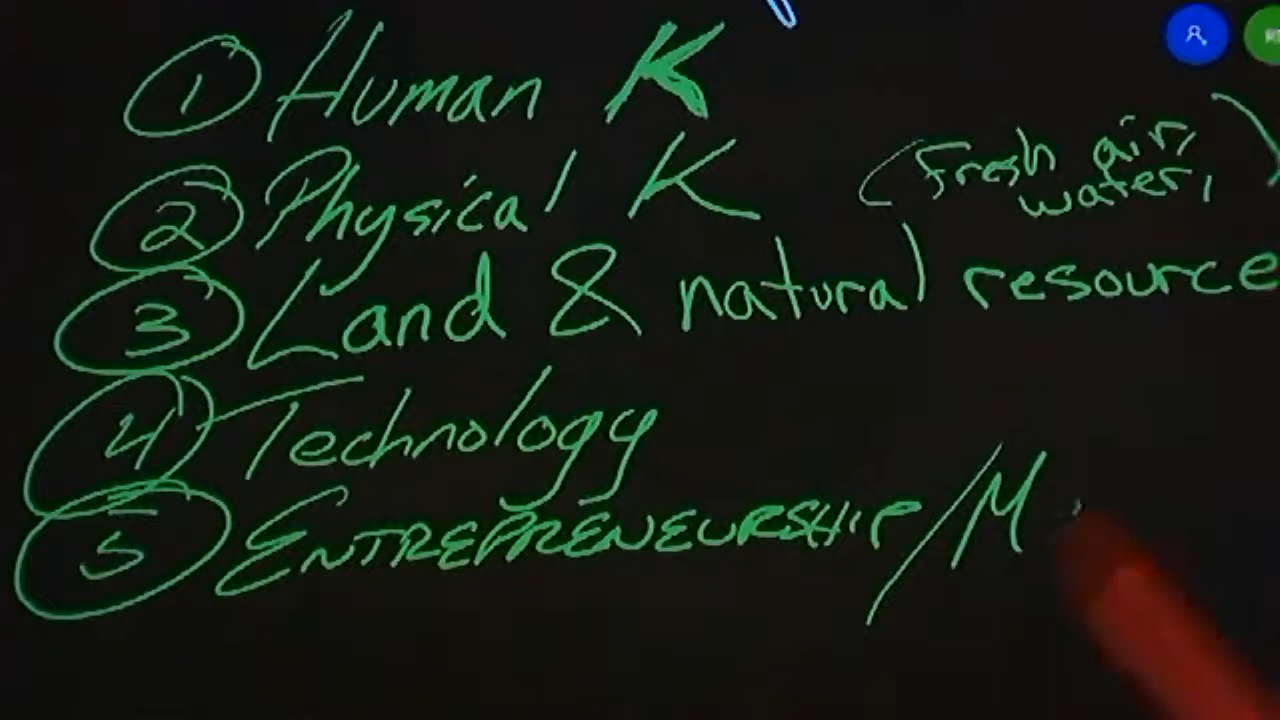 ① Human K
② Physical K
(fresh air,
water, )
③ Land & natural resource
④ Technology
⑤ ENTREPRENEURSHIP/M